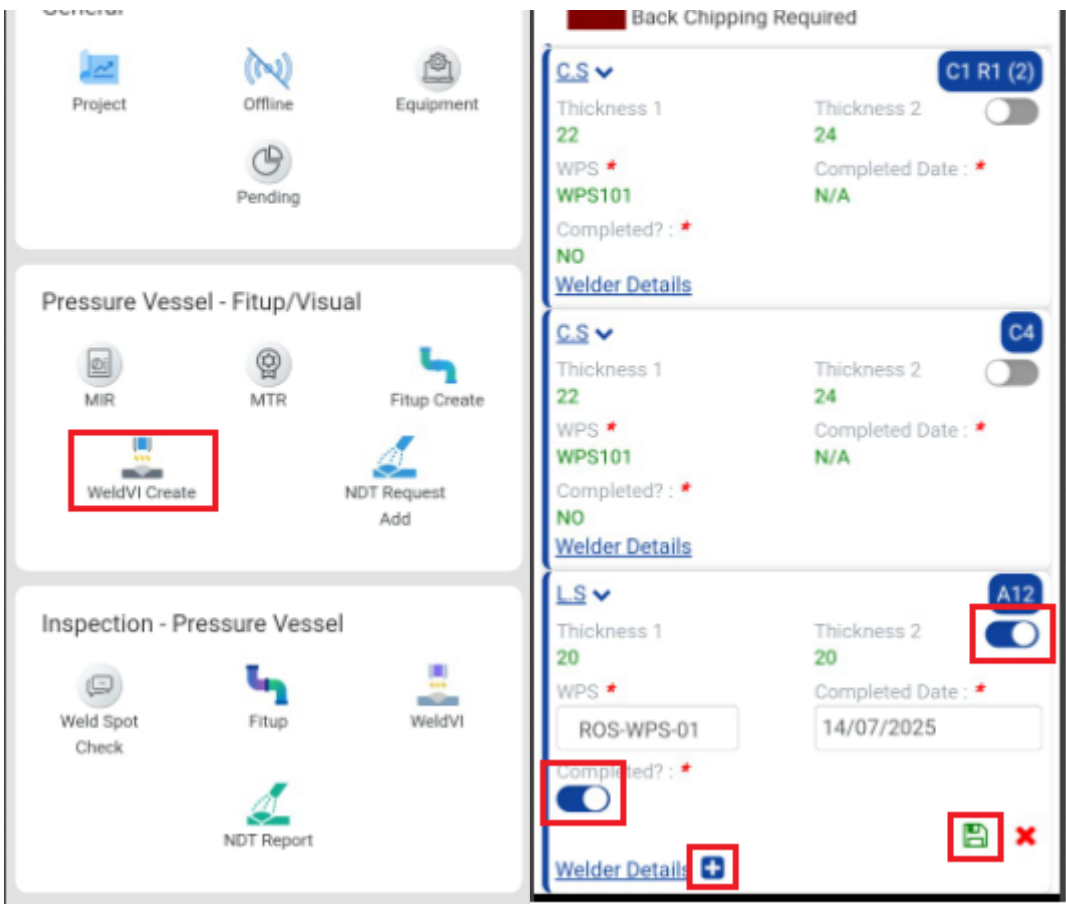 General
Project
Offline
Equipment
Pending
Pressure Vessel - Fitup/Visual
MIR
MTR
Fitup Create
WeldVI Create
NDT Request
Add
Inspection - Pressure Vessel
Weld Spot
Check
Fitup
WeldVI
NDT Report
Back Chipping Required
C.S
C1 R1 (2)
Thickness 1
Thickness 2
22
24
WPS *
Completed Date : *
WPS101
N/A
Completed? : *
NO
Welder Details
C.S
C4
Thickness 1
Thickness 2
22
24
WPS *
Completed Date : *
WPS101
N/A
Completed? : *
NO
Welder Details
L.S
A12
Thickness 1
Thickness 2
20
20
WPS *
Completed Date : *
ROS-WPS-01
14/07/2025
Completed? : *
Welder Details